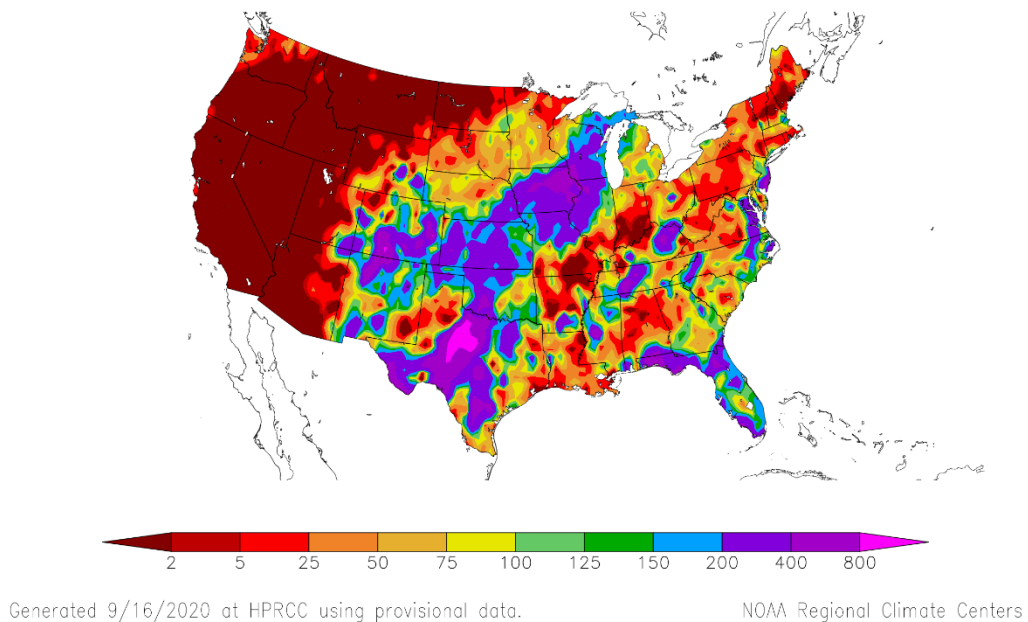 2 5 25 50 75 100 125 150 200 400 800
Generated 9/16/2020 at HPRCC using provisional data. NOAA Regional Climate Centers